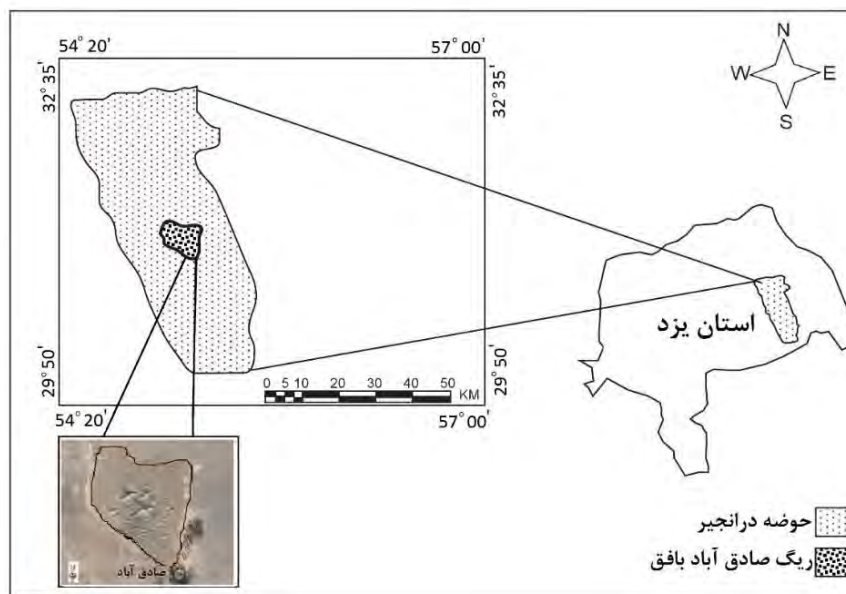 54° 20'
57° 00'
32° 35'
32° 35'
N
W
E
S
استان یزد
29° 50'
29° 50'
0 5 10 20 30 40 50
KM
54° 20'
57° 00'
صادق آباد
حوضه درانجیر
ریگ صادق آباد بافق